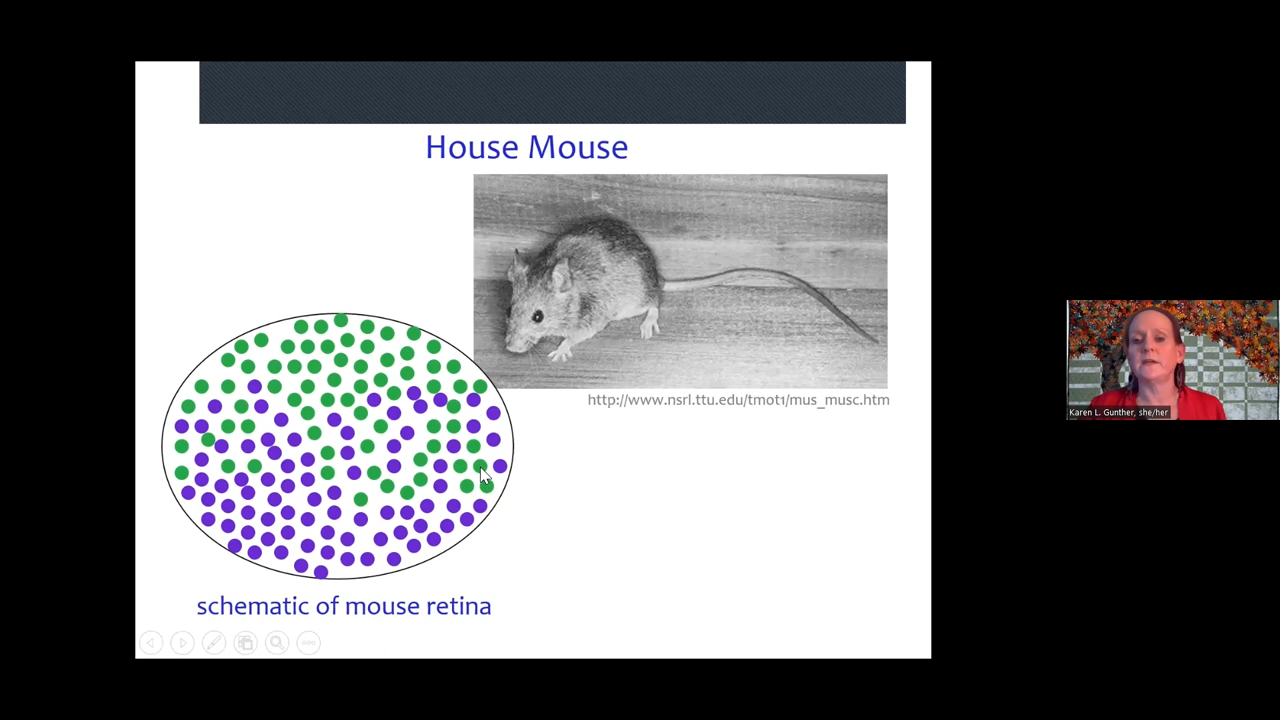 House Mouse
http://www.nsrl.ttu.edu/tmot1/mus_musc.htm
schematic of mouse retina
Karen L. Gunther, she/her